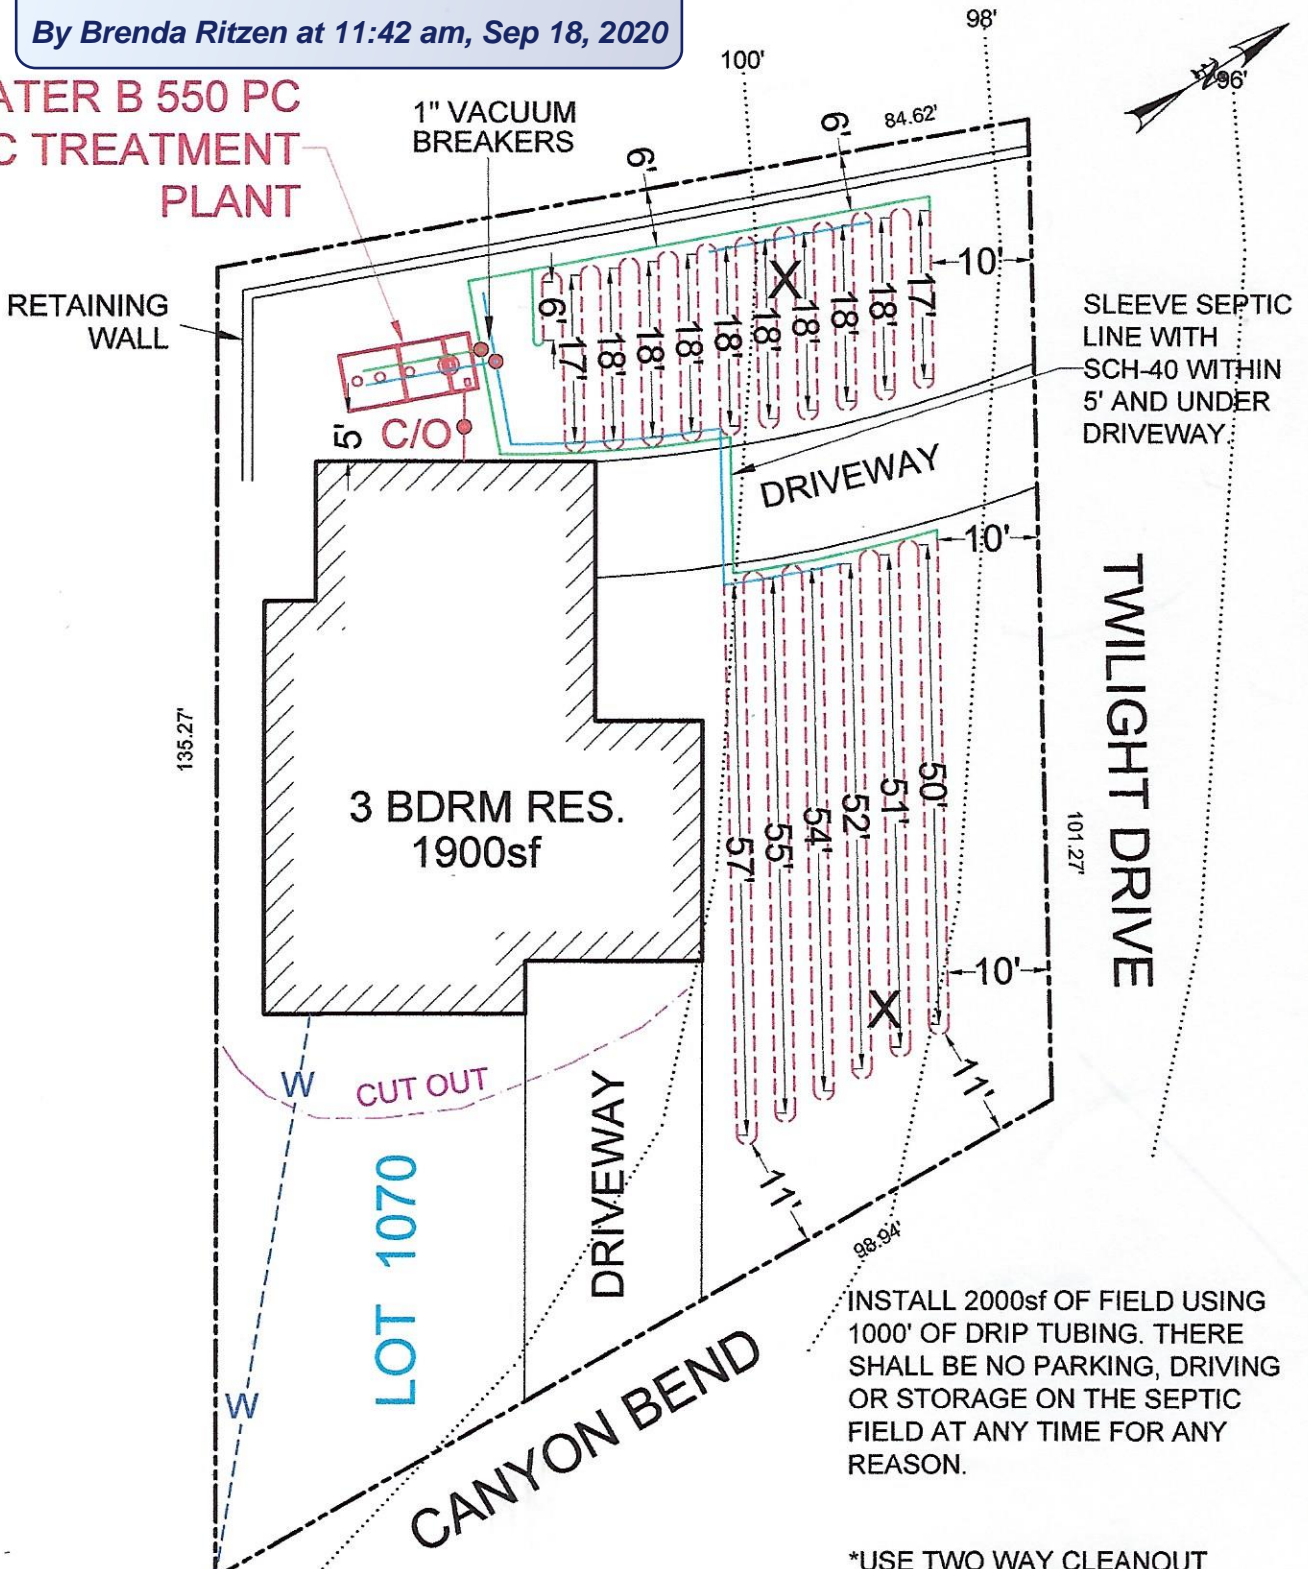 By Brenda Ritzen at 11:42 am, Sep 18, 2020
98'
100'
96'
ATER B 550 PC
C TREATMENT
PLANT
1" VACUUM
BREAKERS
6'
6'
84.62'
RETAINING
WALL
10'
6'
17'
18'
18'
18'
18'
18'
18'
18'
18'
17'
X
SLEEVE SEPTIC
LINE WITH
SCH-40 WITHIN
5' AND UNDER
DRIVEWAY.
5'
C/O
DRIVEWAY
10'
TWILIGHT DRIVE
135.27'
3 BDRM RES.
1900sf
57'
55'
54'
52'
51'
50'
101.27'
10'
X
W
CUT OUT
11'
11'
LOT 1070
DRIVEWAY
98.94'
W
CANYON BEND
INSTALL 2000sf OF FIELD USING
1000' OF DRIP TUBING. THERE
SHALL BE NO PARKING, DRIVING
OR STORAGE ON THE SEPTIC
FIELD AT ANY TIME FOR ANY
REASON.
*USE TWO WAY CLEANOUT